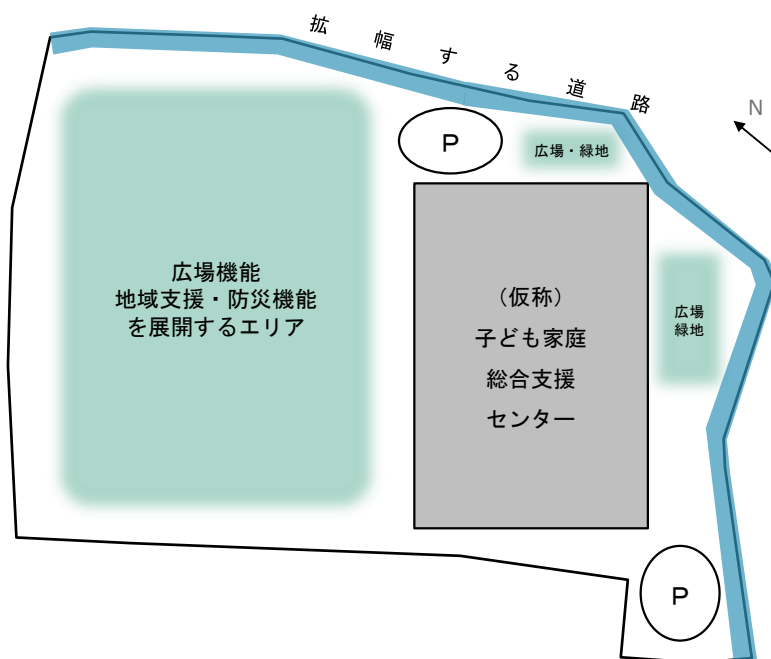 拡幅する道路
N
P
広場・緑地
広場機能
地域支援・防災機能
を展開するエリア
（仮称）
子ども家庭
総合支援
センター
広場
緑地
P